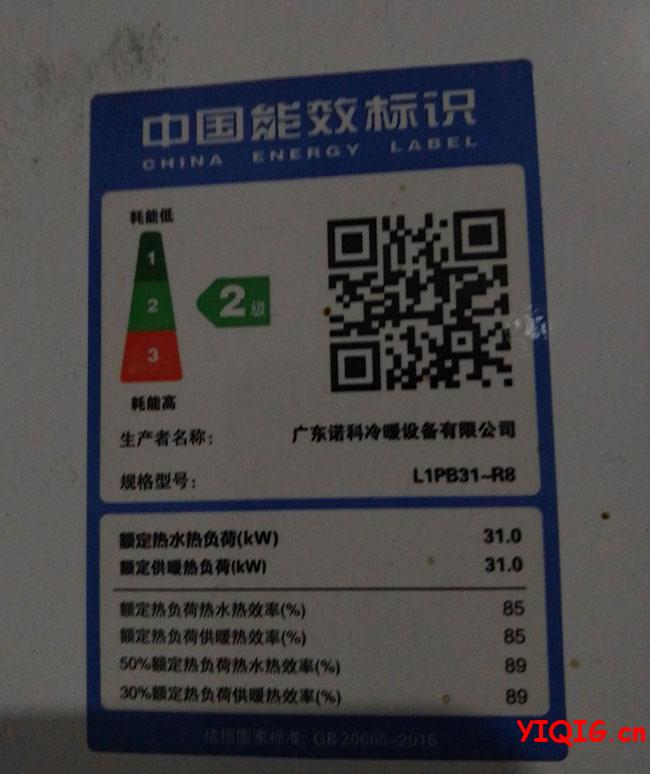 中国能效标识
CHINA ENERGY LABEL
耗能低
1
2
3
2级
耗能高
生产者名称： 广东诺科冷暖设备有限公司
规格型号： L1PB31-R8
额定热水热负荷(kW) 31.0
额定供暖热负荷(kW) 31.0
额定热负荷热水热效率(%) 85
额定热负荷供暖热效率(%) 85
50%额定热负荷热水热效率(%) 89
30%额定热负荷供暖热效率(%) 89
依据国家标准: GB 20665-2015
YIQIG.cn